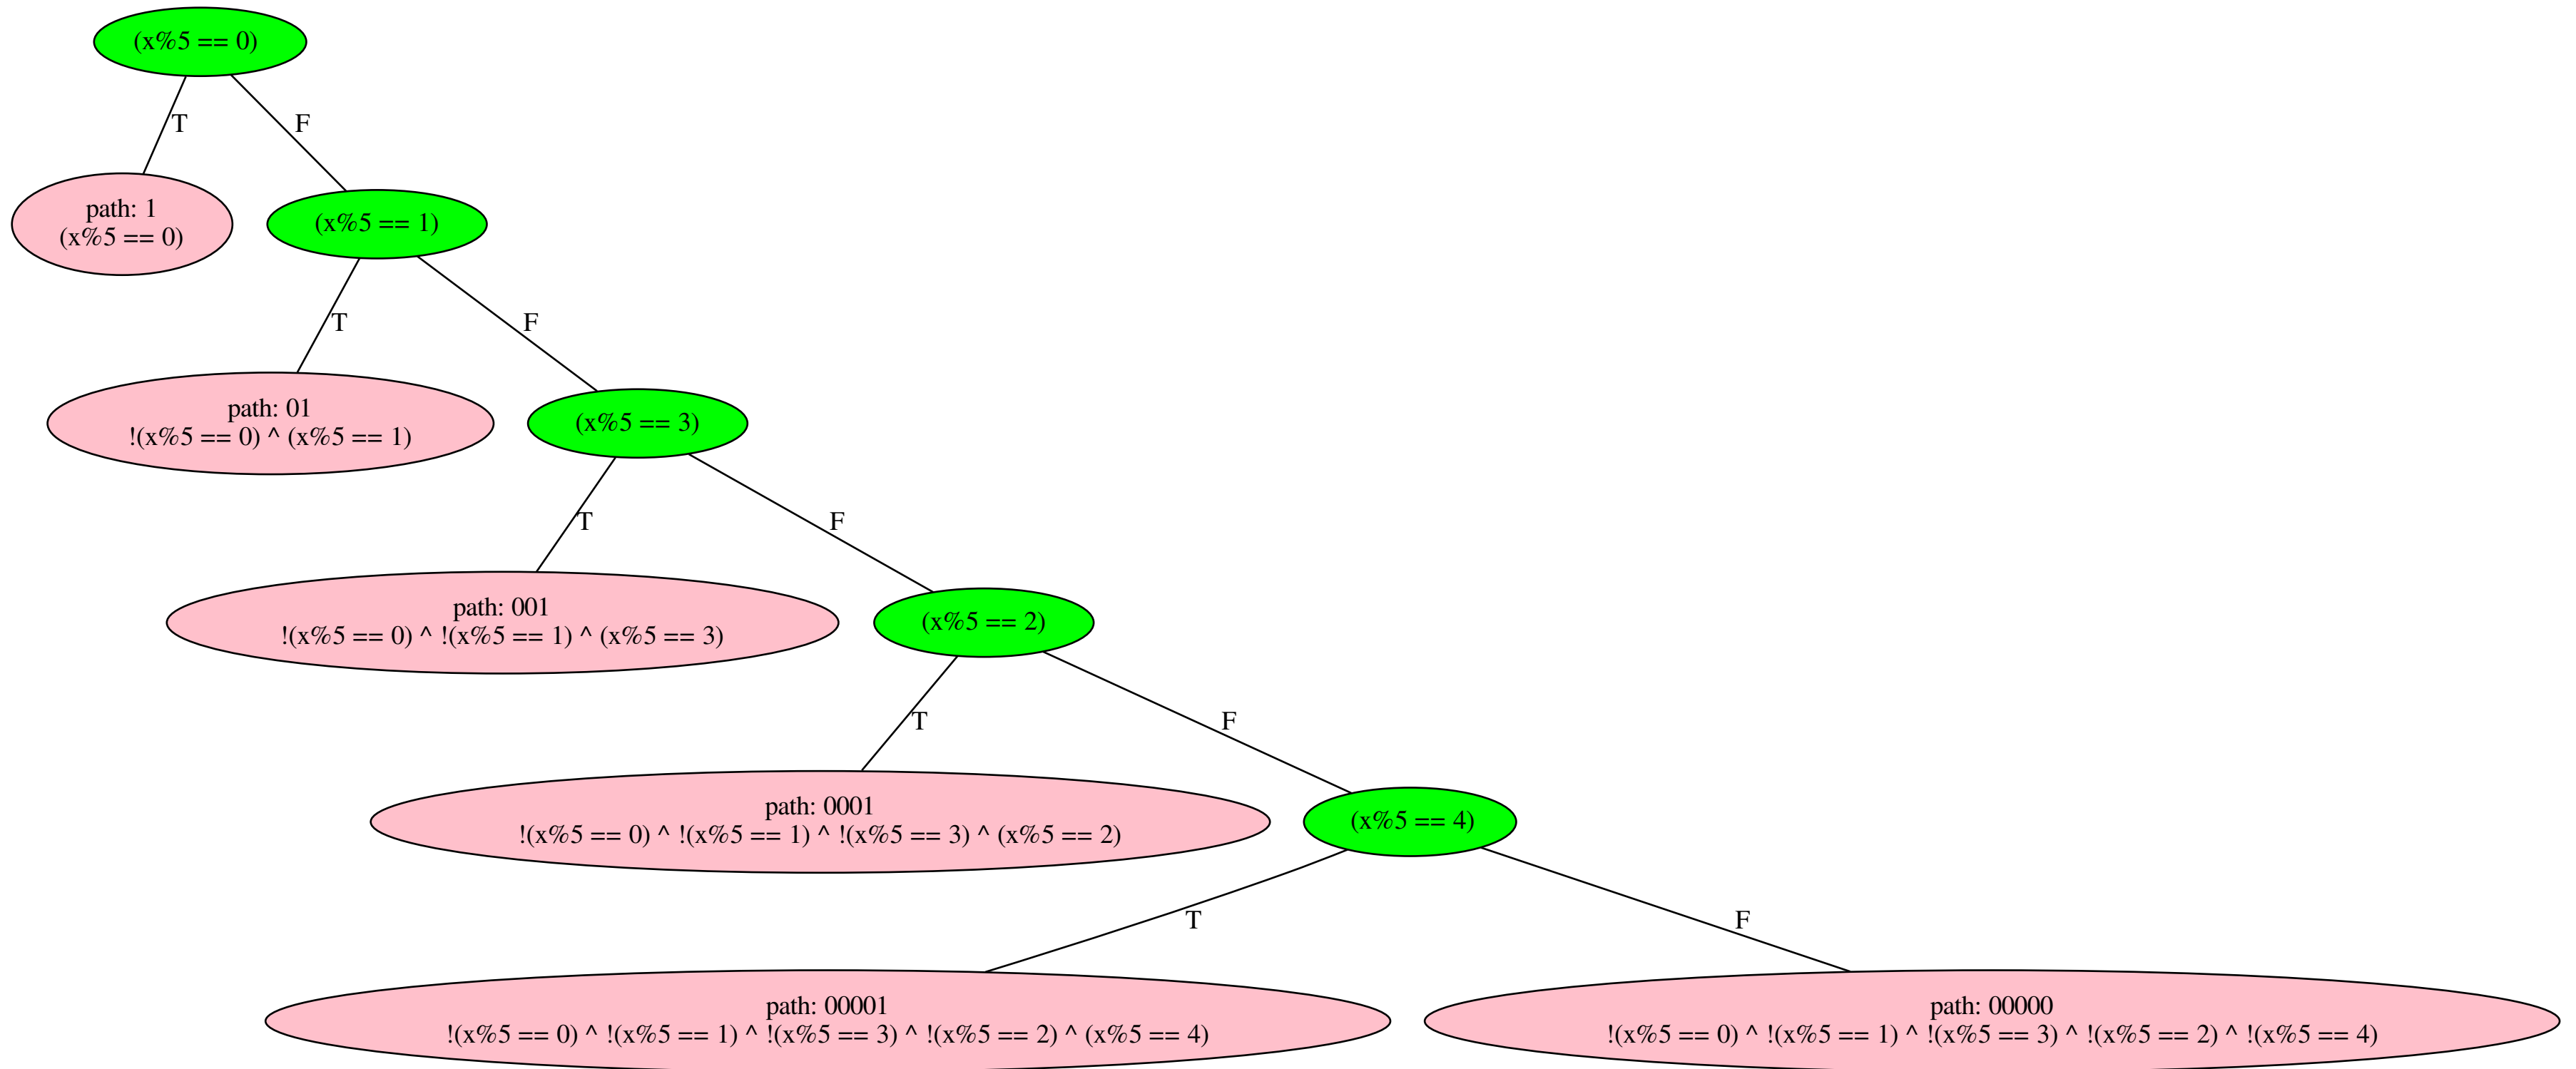 (x%5 == 0)
T
F
path: 1
(x%5 == 0)
(x%5 == 1)
T
F
path: 01
!(x%5 == 0) ^ (x%5 == 1)
(x%5 == 3)
T
F
path: 001
!(x%5 == 0) ^ !(x%5 == 1) ^ (x%5 == 3)
(x%5 == 2)
T
F
path: 0001
!(x%5 == 0) ^ !(x%5 == 1) ^ !(x%5 == 3) ^ (x%5 == 2)
(x%5 == 4)
T
F
path: 00001
!(x%5 == 0) ^ !(x%5 == 1) ^ !(x%5 == 3) ^ !(x%5 == 2) ^ (x%5 == 4)
path: 00000
!(x%5 == 0) ^ !(x%5 == 1) ^ !(x%5 == 3) ^ !(x%5 == 2) ^ !(x%5 == 4)